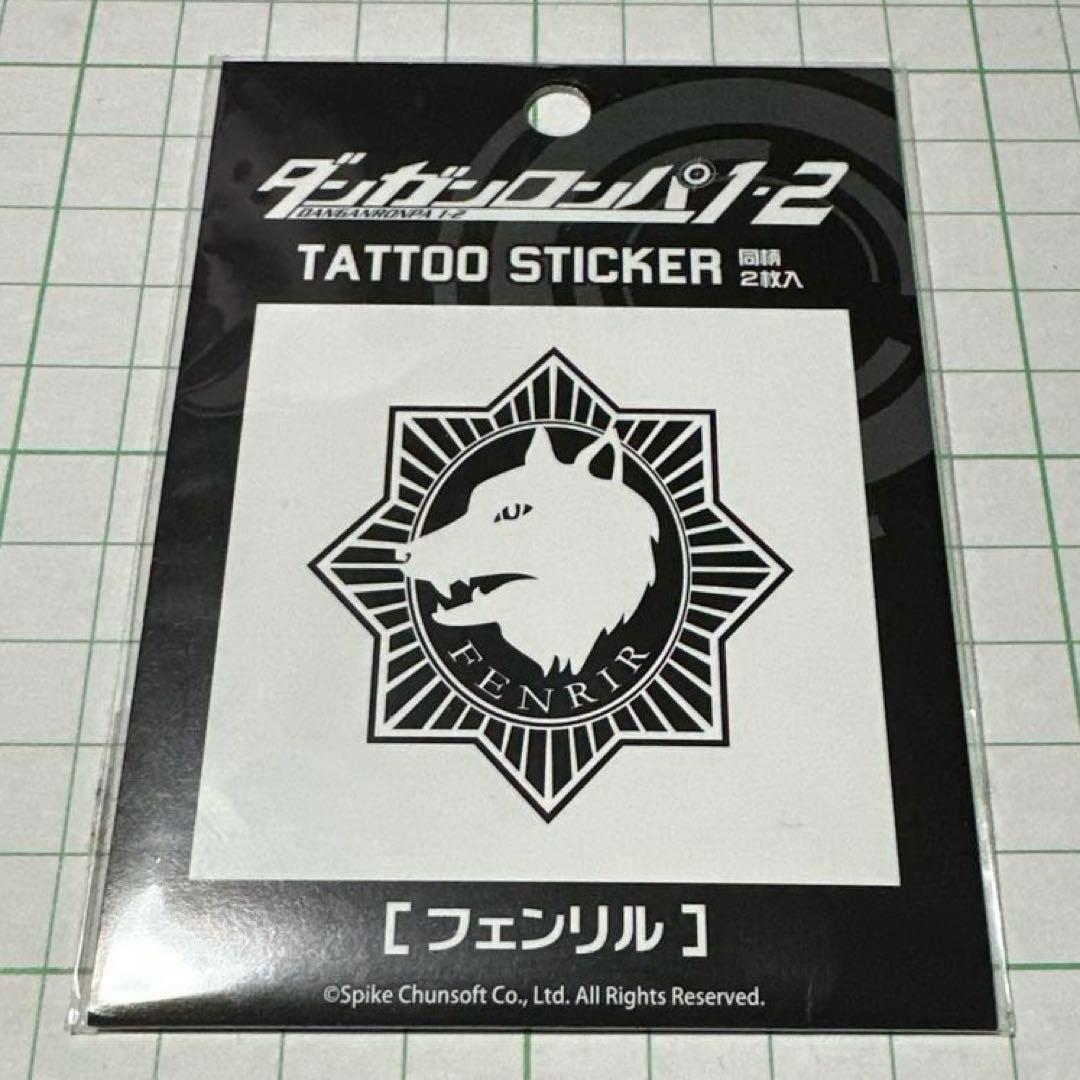 ダンガンロンパ1・2
DANGANRONPA 1・2
TATTOO STICKER 同柄
2枚入
FENRIR
[フェンリル]
©Spike Chunsoft Co., Ltd. All Rights Reserved.